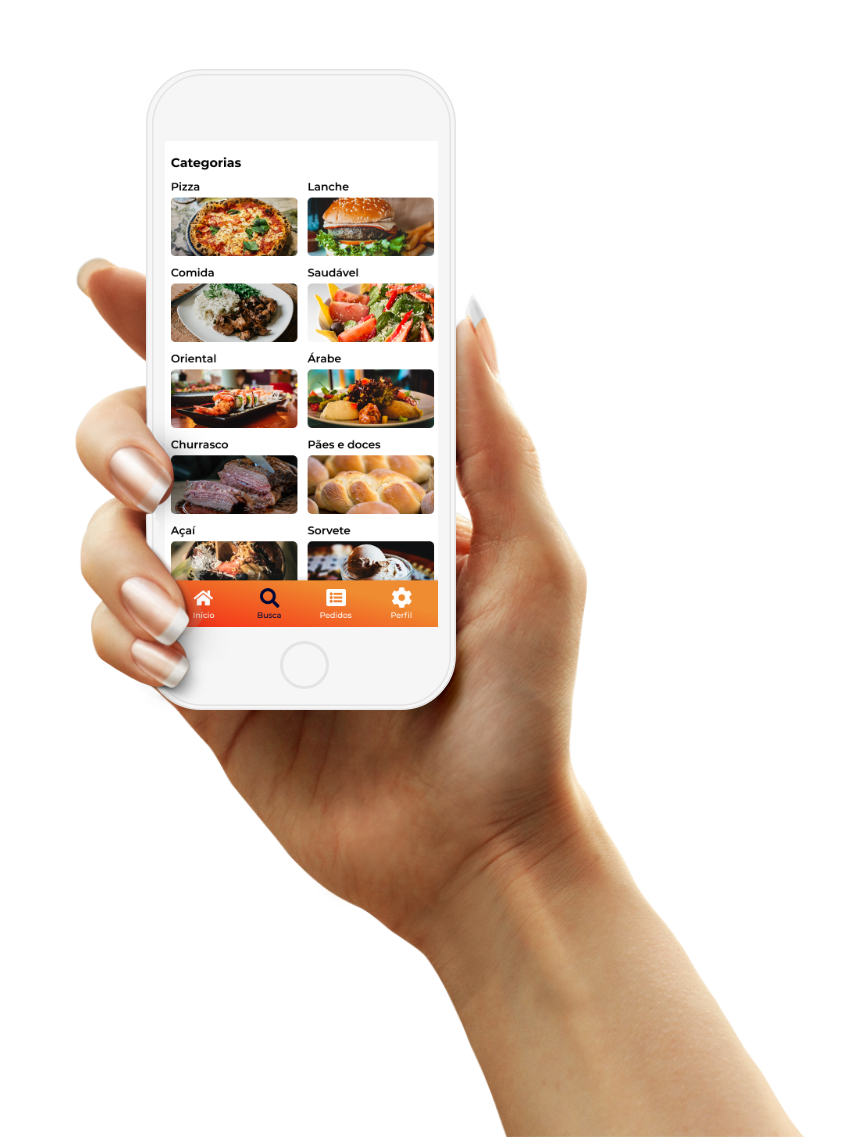 Categorias
Pizza Lanche
Comida Saudável
Oriental Árabe
Churrasco Pães e doces
Açaí Sorvete
Início Busca Pedidos Perfil